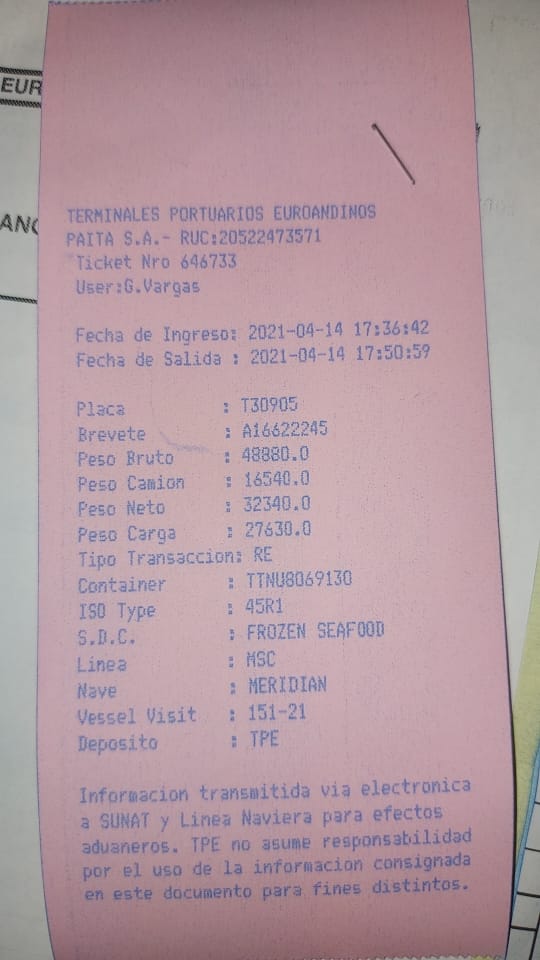 EUR
TERMINALES PORTUARIOS EUROANDINOS
PAITA S.A.- RUC:20522473571
Ticket Nro 646733
User:G.Vargas
Fecha de Ingreso: 2021-04-14 17:36:42
Fecha de Salida : 2021-04-14 17:50:59
Placa : T30905
Brevete : A16622245
Peso Bruto : 48880.0
Peso Camion : 16540.0
Peso Neto : 32340.0
Peso Carga : 27630.0
Tipo Transaccion: RE
Container : TTNU8069130
ISO Type : 45R1
S.D.C. : FROZEN SEAFOOD
Linea : MSC
Nave : MERIDIAN
Vessel Visit : 151-21
Deposito : TPE
Informacion transmitida via electronica
a SUNAT y Linea Naviera para efectos
aduaneros. TPE no asume responsabilidad
por el uso de la informacion consignada
en este documento para fines distintos.